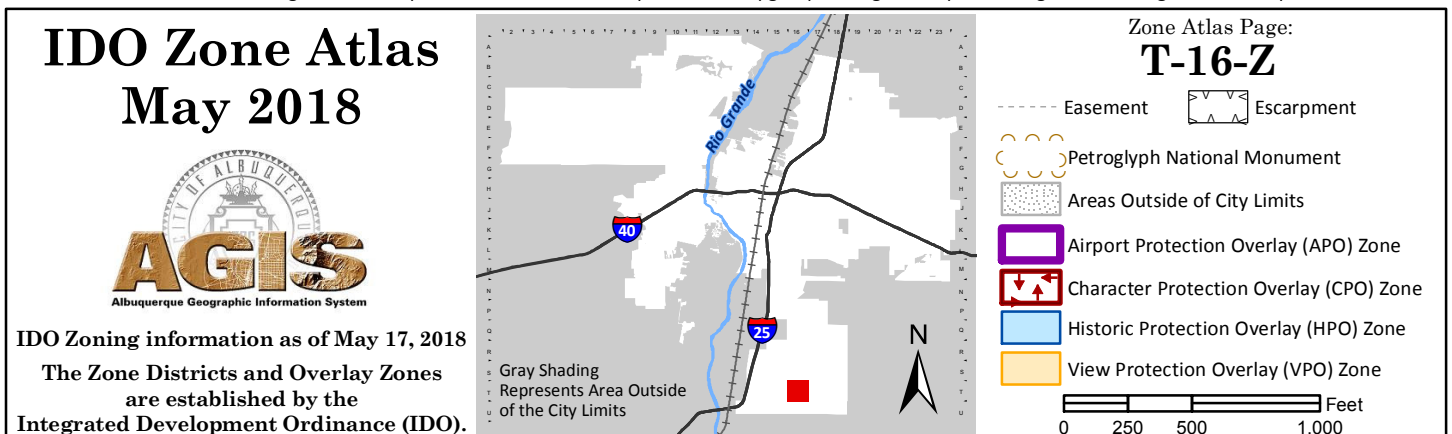 IDO Zone Atlas
May 2018
CITY OF ALBUQUERQUE
AGIS
Albuquerque Geographic Information System
IDO Zoning information as of May 17, 2018
The Zone Districts and Overlay Zones
are established by the
Integrated Development Ordinance (IDO).
Rio Grande
40
25
N
Gray Shading
Represents Area Outside
of the City Limits
Zone Atlas Page:
T-16-Z
Easement
Escarpment
Petroglyph National Monument
Areas Outside of City Limits
Airport Protection Overlay (APO) Zone
Character Protection Overlay (CPO) Zone
Historic Protection Overlay (HPO) Zone
View Protection Overlay (VPO) Zone
Feet
0 250 500 1,000